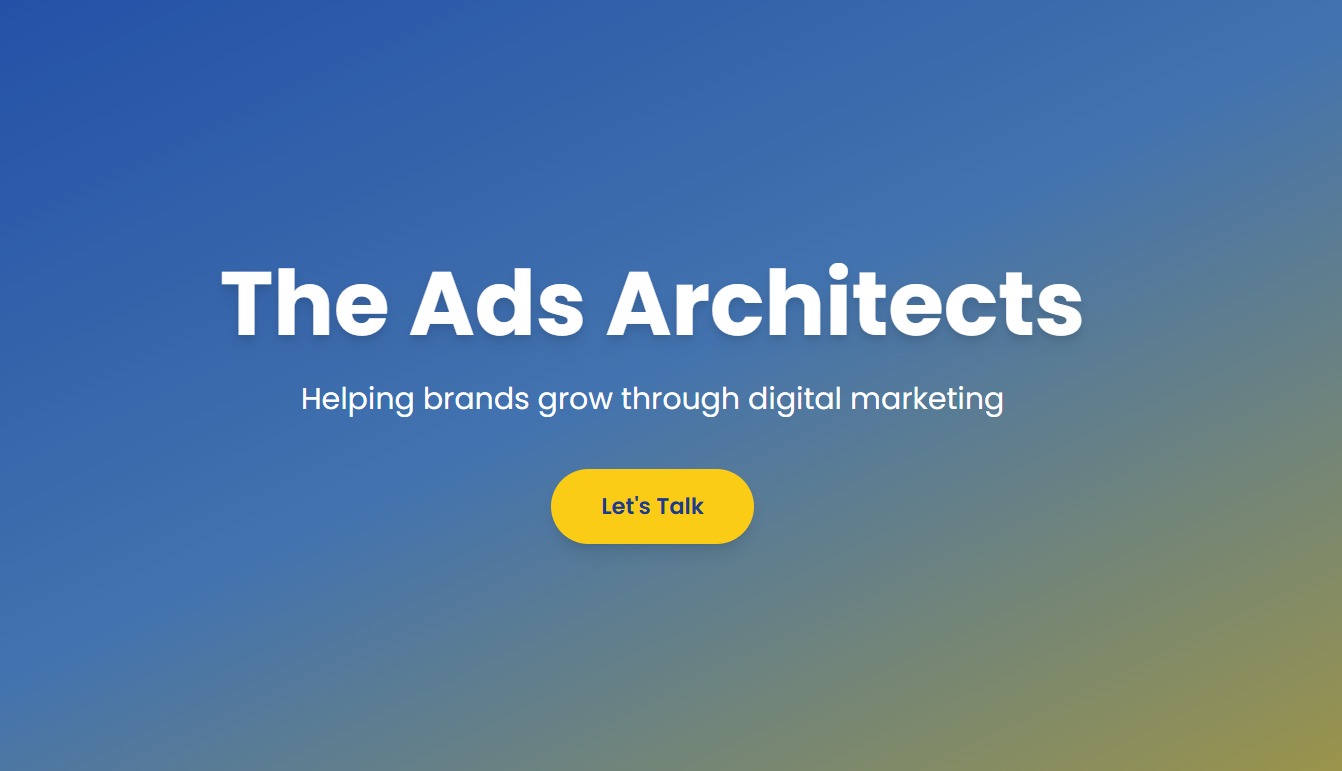 The Ads Architects
Helping brands grow through digital marketing
Let's Talk